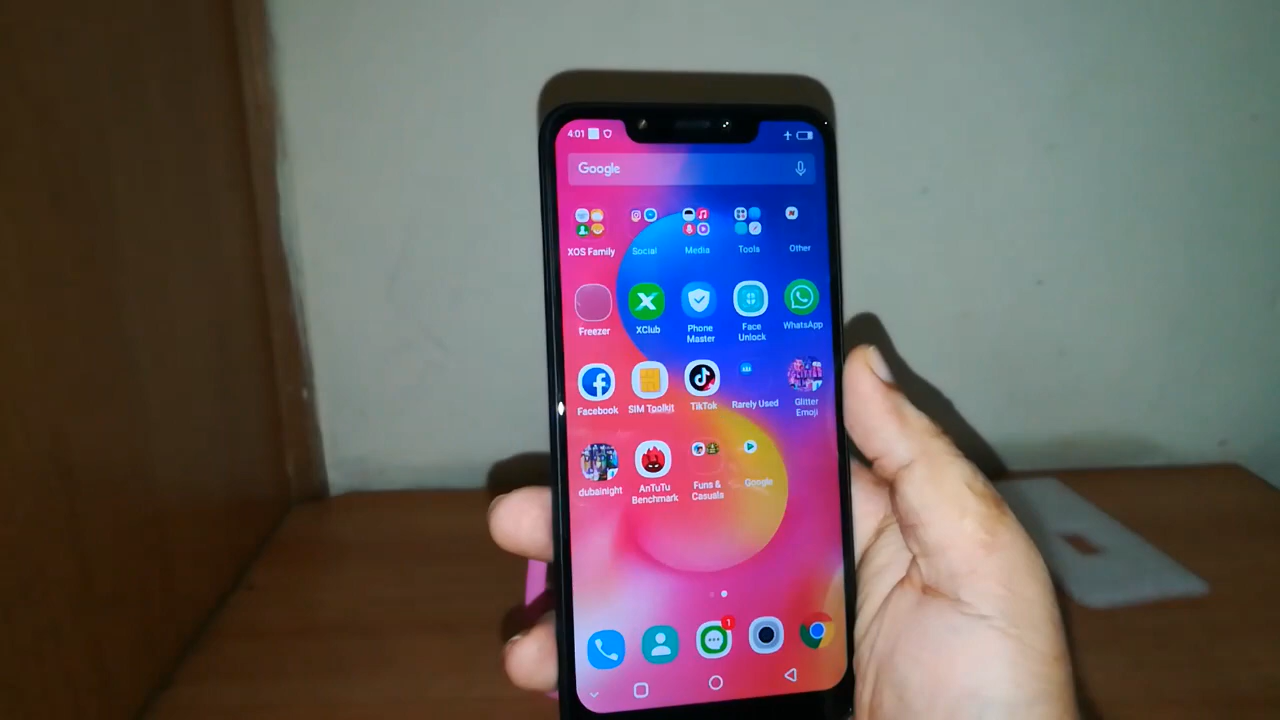 4:01
Google
XOS Family
Social
Media
Tools
Other
Freezer
XClub
Phone
Master
Face
Unlock
WhatsApp
Facebook
SIM Toolkit
TikTok
Rarely Used
Glitter
Emoji
dubainight
AnTuTu
Benchmark
Funs &
Casuals
Google
1